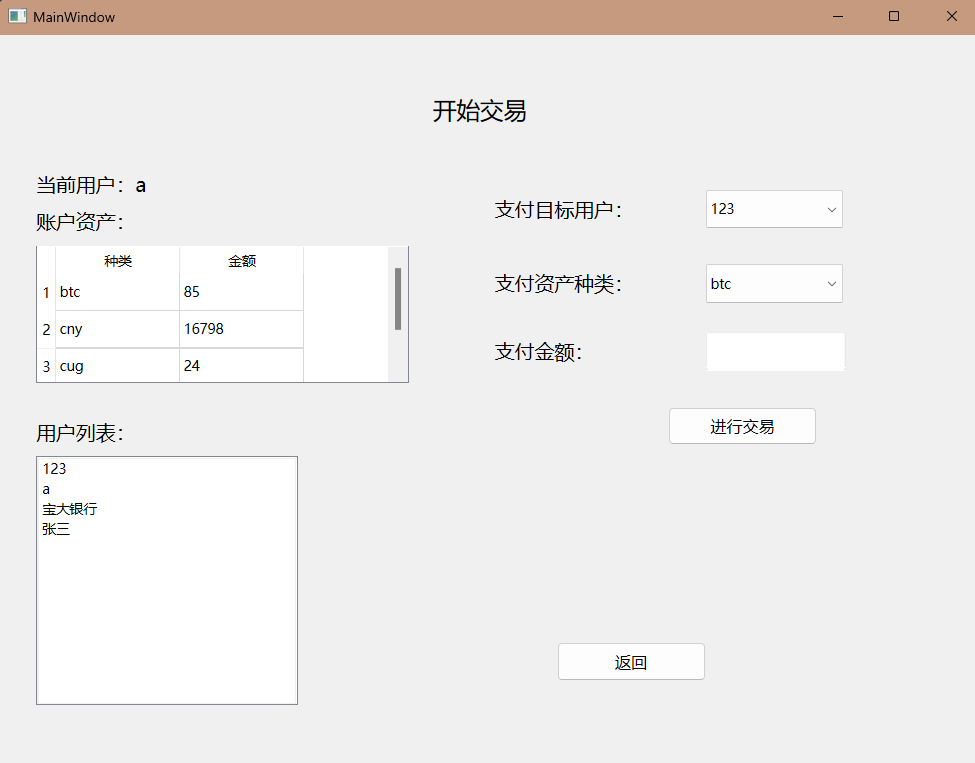 MainWindow
开始交易
当前用户：a
账户资产：
种类 金额
1 btc 85
2 cny 16798
3 cug 24
用户列表：
123
a
宝大银行
张三
支付目标用户： 123
支付资产种类： btc
支付金额：
进行交易
返回